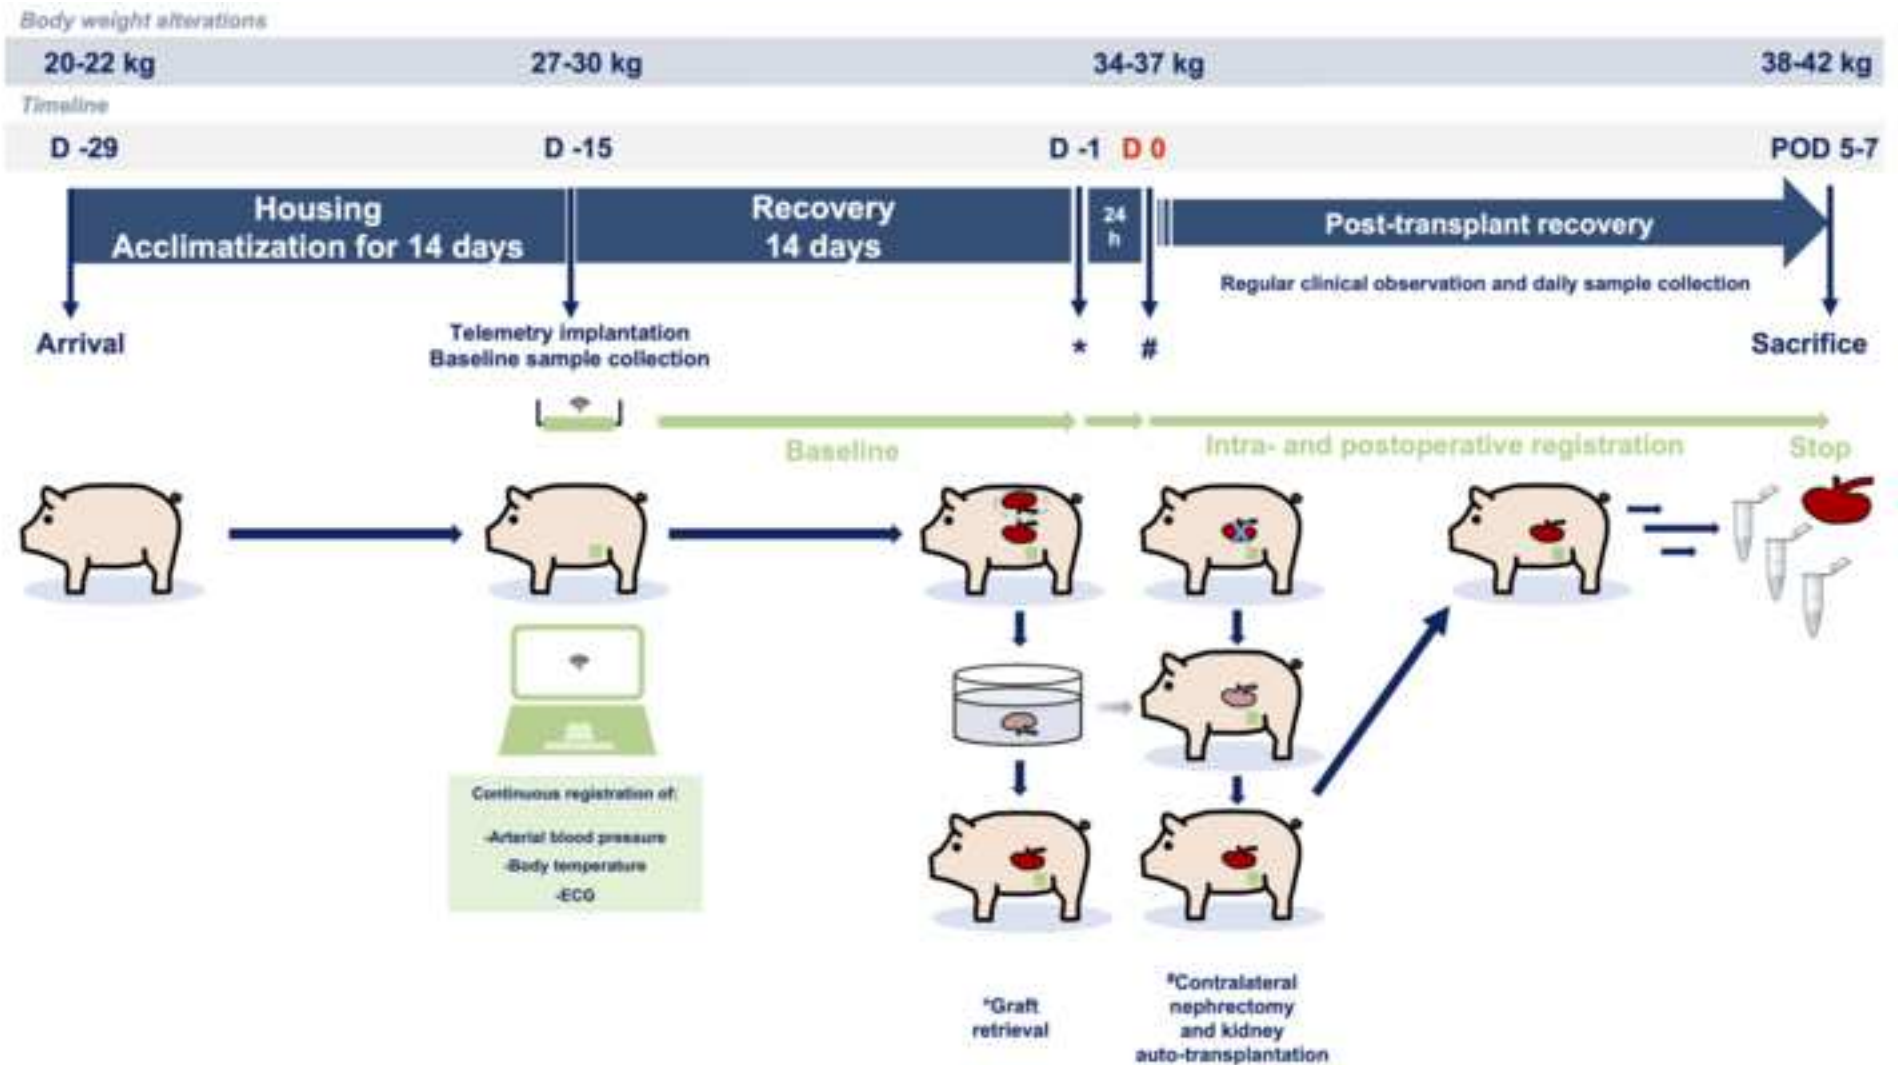 Body weight alterations
20-22 kg 27-30 kg 34-37 kg 38-42 kg
Timeline
D -29 D -15 D -1 D 0 POD 5-7
Housing
Acclimatization for 14 days
Recovery
14 days
24
h
Post-transplant recovery
Regular clinical observation and daily sample collection
Arrival
Telemetry implantation
Baseline sample collection
*
#
Sacrifice
Baseline
Intra- and postoperative registration
Stop
Continuous registration of:
-Arterial blood pressure
-Body temperature
-ECG
*Graft
retrieval
#Contralateral
nephrectomy
and kidney
auto-transplantation